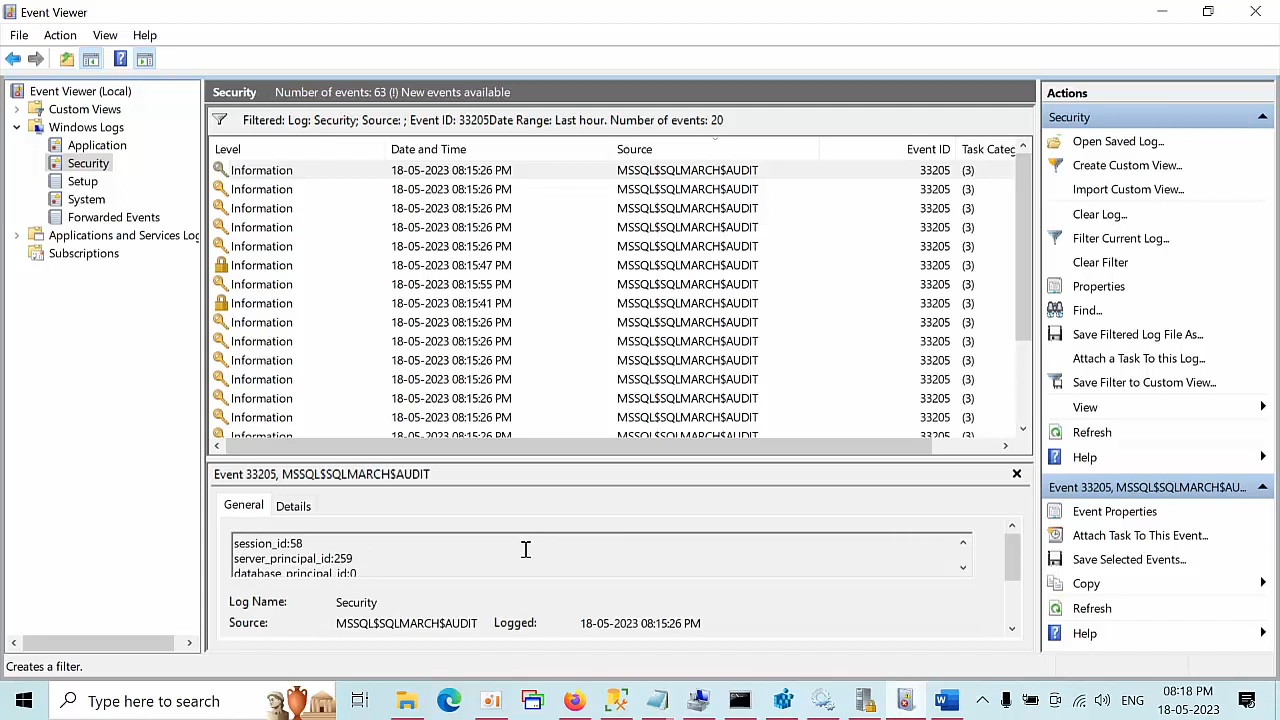 Event Viewer
File Action View Help
Event Viewer (Local)
Custom Views
Windows Logs
Application
Security
Setup
System
Forwarded Events
Applications and Services Log
Subscriptions
Security Number of events: 63 (!) New events available
Filtered: Log: Security; Source: ; Event ID: 33205Date Range: Last hour. Number of events: 20
Level Date and Time Source Event ID Task Categ
Information 18-05-2023 08:15:26 PM MSSQL$SQLMARCH$AUDIT 33205 (3)
Information 18-05-2023 08:15:26 PM MSSQL$SQLMARCH$AUDIT 33205 (3)
Information 18-05-2023 08:15:26 PM MSSQL$SQLMARCH$AUDIT 33205 (3)
Information 18-05-2023 08:15:26 PM MSSQL$SQLMARCH$AUDIT 33205 (3)
Information 18-05-2023 08:15:26 PM MSSQL$SQLMARCH$AUDIT 33205 (3)
Information 18-05-2023 08:15:47 PM MSSQL$SQLMARCH$AUDIT 33205 (3)
Information 18-05-2023 08:15:55 PM MSSQL$SQLMARCH$AUDIT 33205 (3)
Information 18-05-2023 08:15:41 PM MSSQL$SQLMARCH$AUDIT 33205 (3)
Information 18-05-2023 08:15:26 PM MSSQL$SQLMARCH$AUDIT 33205 (3)
Information 18-05-2023 08:15:26 PM MSSQL$SQLMARCH$AUDIT 33205 (3)
Information 18-05-2023 08:15:26 PM MSSQL$SQLMARCH$AUDIT 33205 (3)
Information 18-05-2023 08:15:26 PM MSSQL$SQLMARCH$AUDIT 33205 (3)
Information 18-05-2023 08:15:26 PM MSSQL$SQLMARCH$AUDIT 33205 (3)
Information 18-05-2023 08:15:26 PM MSSQL$SQLMARCH$AUDIT 33205 (3)
Information 18-05-2023 08:15:26 PM MSSQL$SQLMARCH$AUDIT 33205 (3)
Event 33205, MSSQL$SQLMARCH$AUDIT
General Details
session_id:58
server_principal_id:259
database_principal_id:0
Log Name: Security
Source: MSSQL$SQLMARCH$AUDIT Logged: 18-05-2023 08:15:26 PM
Actions
Security
Open Saved Log...
Create Custom View...
Import Custom View...
Clear Log...
Filter Current Log...
Clear Filter
Properties
Find...
Save Filtered Log File As...
Attach a Task To this Log...
Save Filter to Custom View...
View
Refresh
Help
Event 33205, MSSQL$SQLMARCH$AU...
Event Properties
Attach Task To This Event...
Save Selected Events...
Copy
Refresh
Help
Creates a filter.
Type here to search
ENG
08:18 PM
18-05-2023